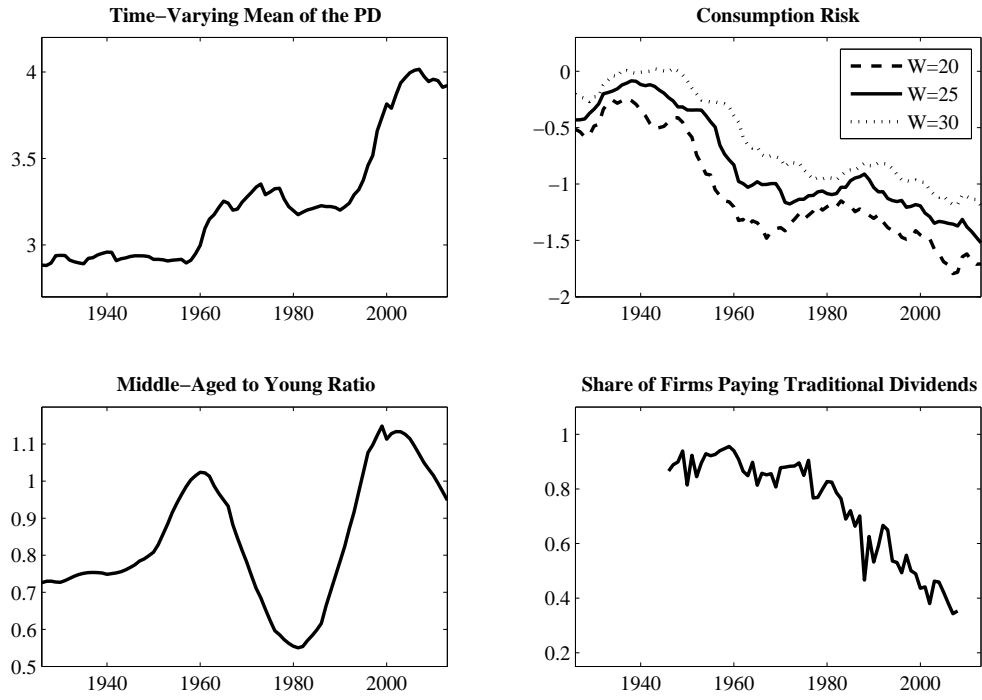 Time−Varying Mean of the PD
4
3.5
3
1940 1960 1980 2000
Consumption Risk
0
−0.5
−1
−1.5
−2
W=20
W=25
W=30
1940 1960 1980 2000
Middle−Aged to Young Ratio
1.1
1
0.9
0.8
0.7
0.6
0.5
1940 1960 1980 2000
Share of Firms Paying Traditional Dividends
1
0.8
0.6
0.4
0.2
1940 1960 1980 2000